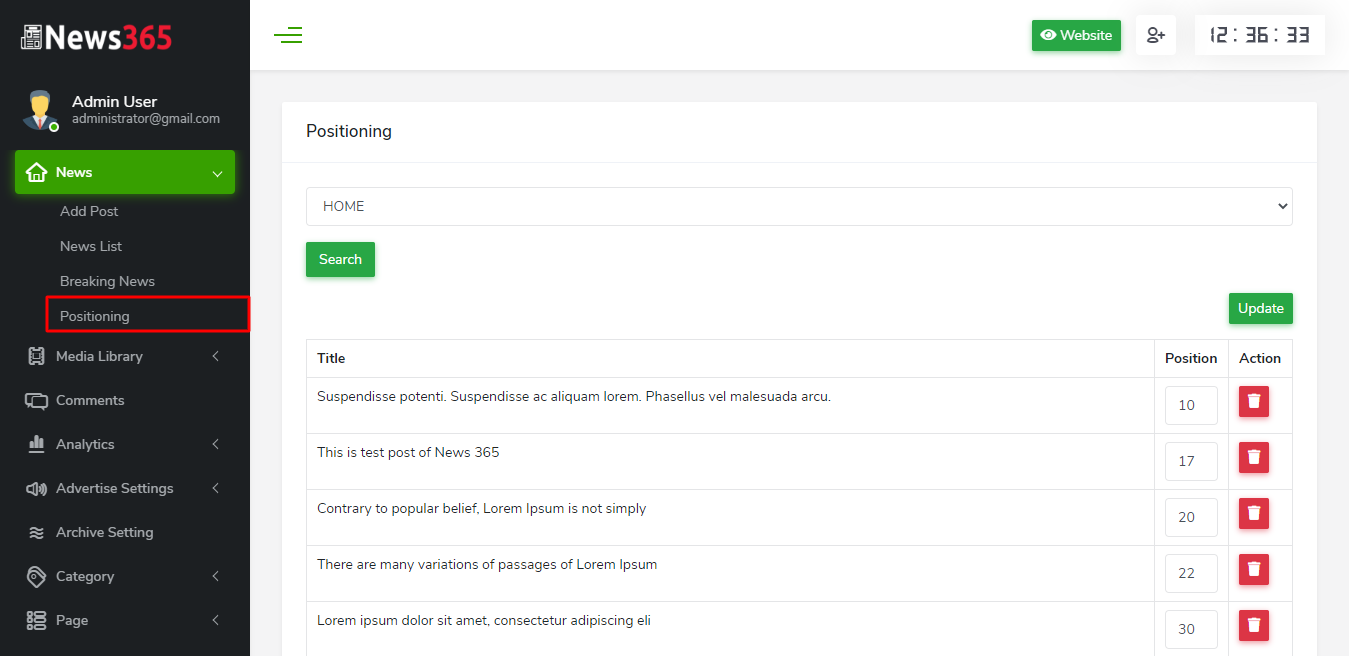 News365
Website
12:36:33
Admin User
administrator@gmail.com
News
Add Post
News List
Breaking News
Positioning
Media Library
Comments
Analytics
Advertise Settings
Archive Setting
Category
Page
Positioning
HOME
Search
Update
Title Position Action
Suspendisse potenti. Suspendisse ac aliquam lorem. Phasellus vel malesuada arcu. 10
This is test post of News 365 17
Contrary to popular belief, Lorem Ipsum is not simply 20
There are many variations of passages of Lorem Ipsum 22
Lorem ipsum dolor sit amet, consectetur adipiscing eli 30